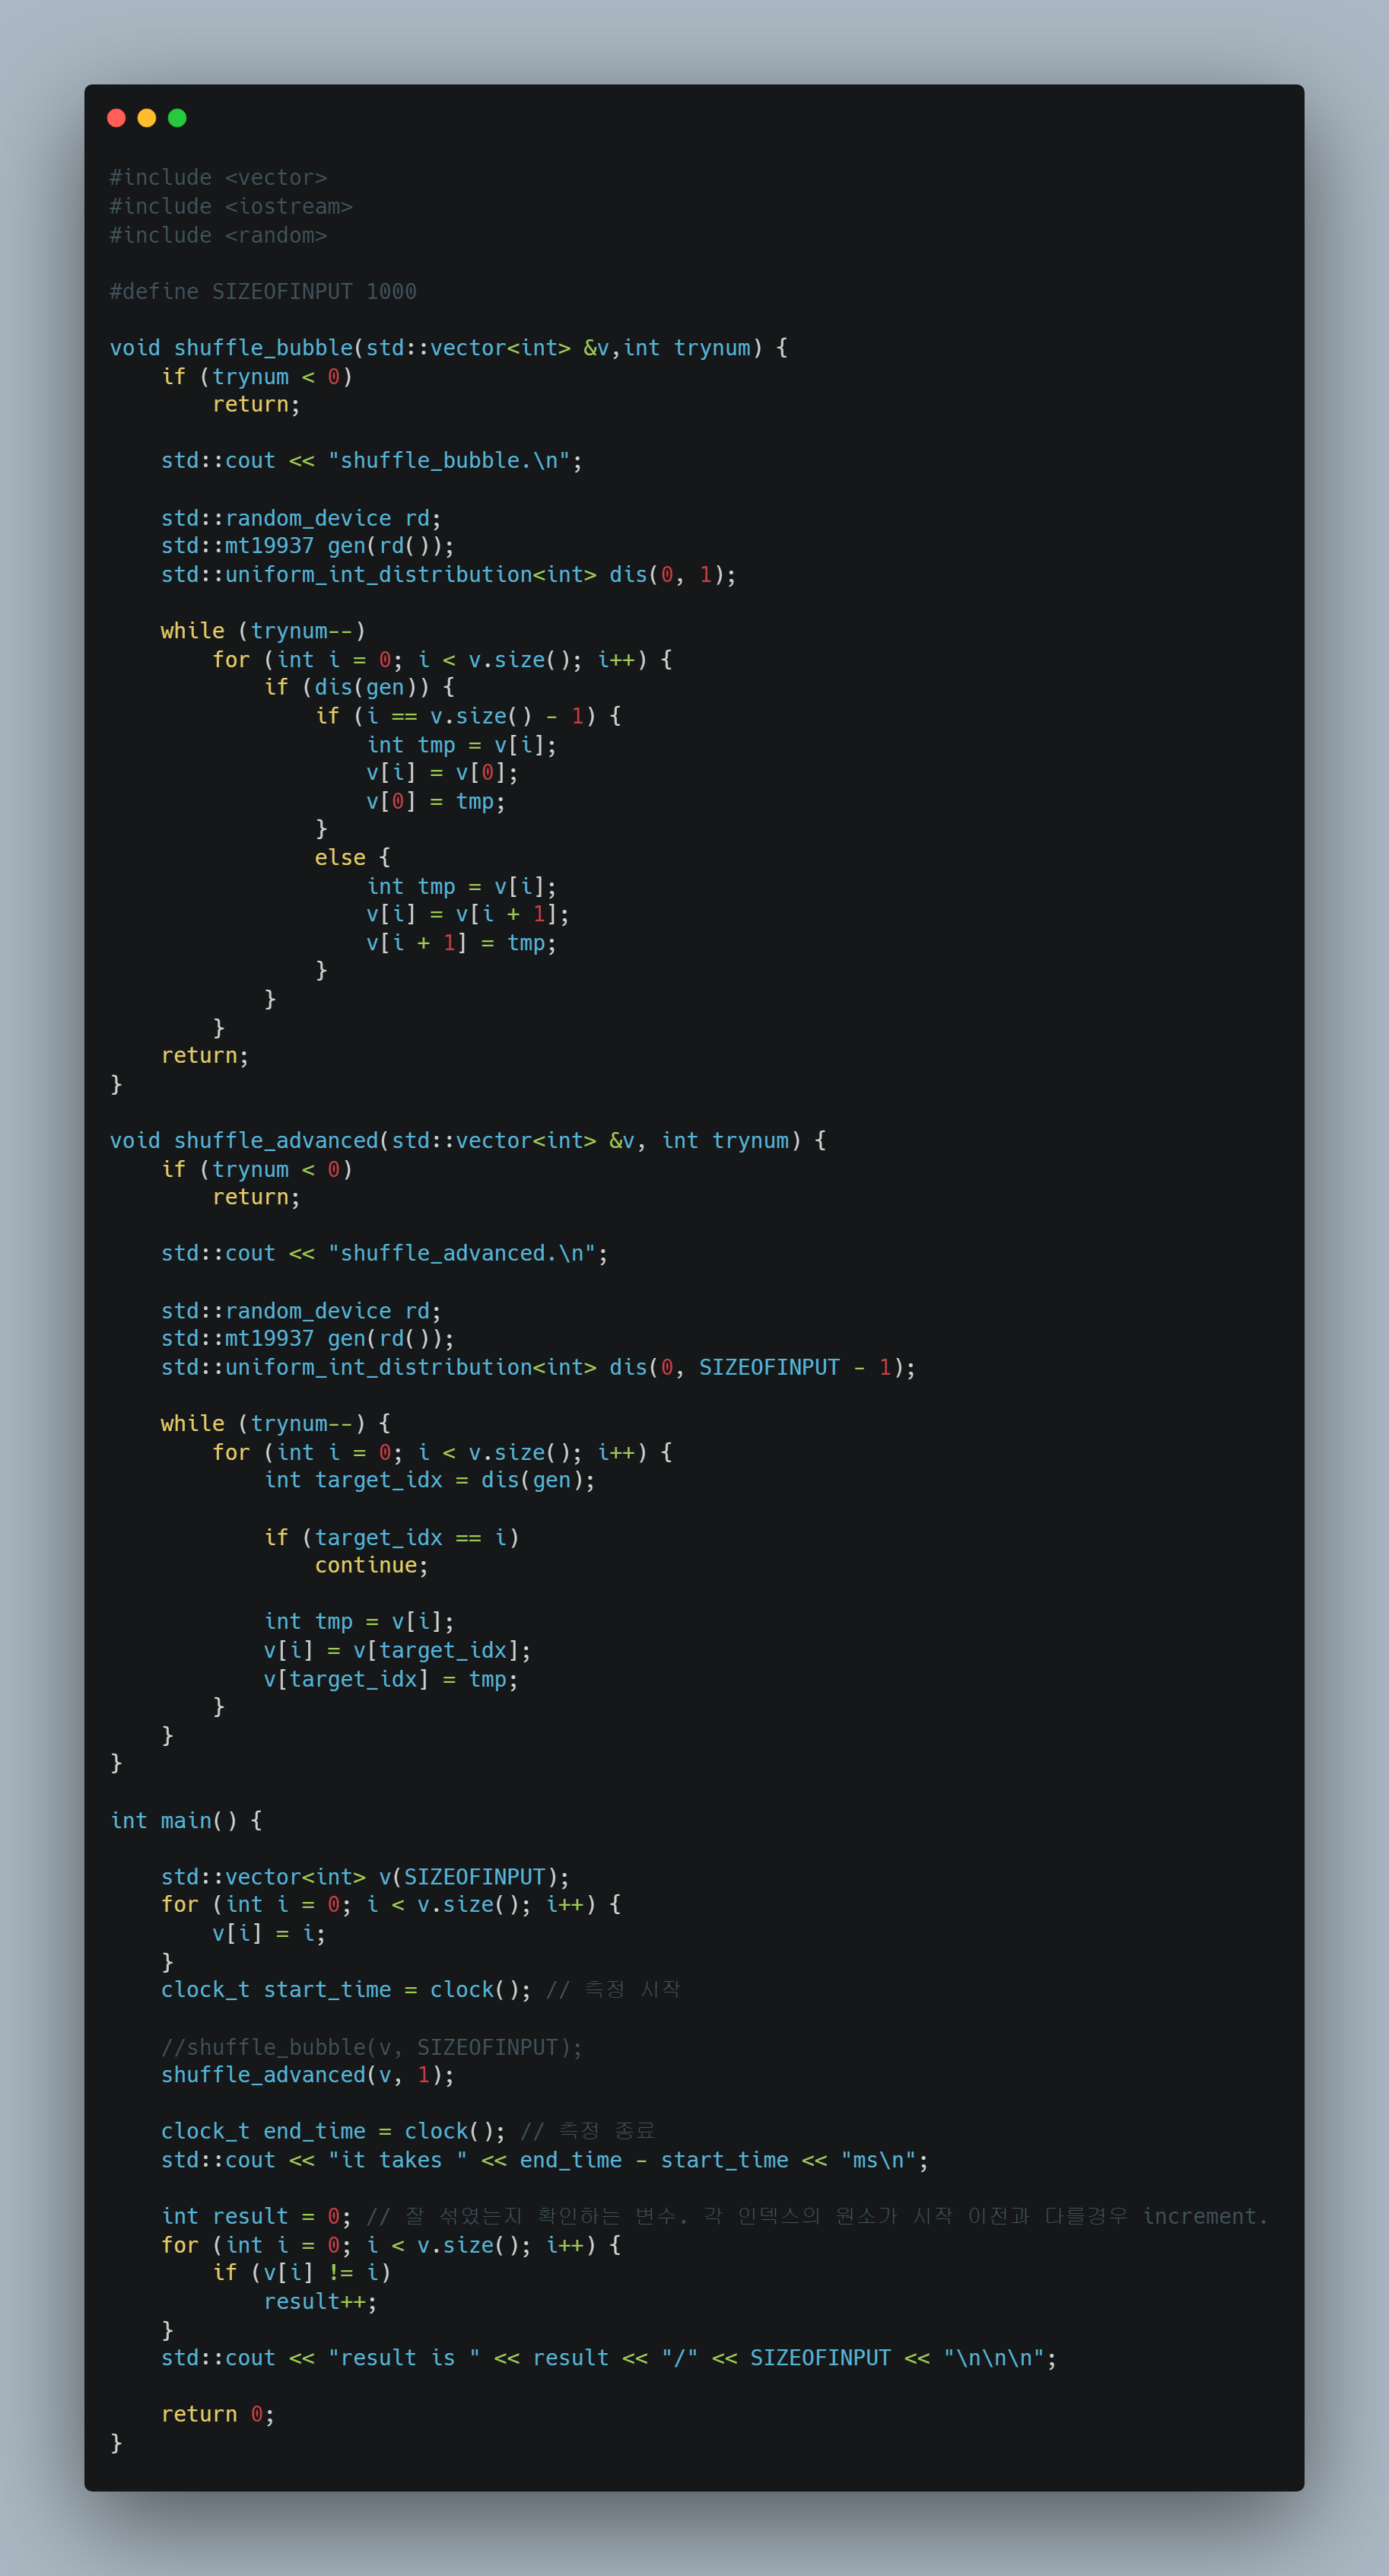 #include <vector>
#include <iostream>
#include <random>

#define SIZEOFINPUT 1000

void shuffle_bubble(std::vector<int> &v,int trynum) {
    if (trynum < 0)
        return;

    std::cout << "shuffle_bubble.\n";

    std::random_device rd;
    std::mt19937 gen(rd());
    std::uniform_int_distribution<int> dis(0, 1);

    while (trynum--)
        for (int i = 0; i < v.size(); i++) {
            if (dis(gen)) {
                if (i == v.size() - 1) {
                    int tmp = v[i];
                    v[i] = v[0];
                    v[0] = tmp;
                }
                else {
                    int tmp = v[i];
                    v[i] = v[i + 1];
                    v[i + 1] = tmp;
                }
            }
        }
    return;
}

void shuffle_advanced(std::vector<int> &v, int trynum) {
    if (trynum < 0)
        return;

    std::cout << "shuffle_advanced.\n";

    std::random_device rd;
    std::mt19937 gen(rd());
    std::uniform_int_distribution<int> dis(0, SIZEOFINPUT - 1);

    while (trynum--) {
        for (int i = 0; i < v.size(); i++) {
            int target_idx = dis(gen);

            if (target_idx == i)
                continue;

            int tmp = v[i];
            v[i] = v[target_idx];
            v[target_idx] = tmp;
        }
    }
}

int main() {

    std::vector<int> v(SIZEOFINPUT);
    for (int i = 0; i < v.size(); i++) {
        v[i] = i;
    }
    clock_t start_time = clock(); // 측정 시작

    //shuffle_bubble(v, SIZEOFINPUT);
    shuffle_advanced(v, 1);

    clock_t end_time = clock(); // 측정 종료
    std::cout << "it takes " << end_time - start_time << "ms\n";

    int result = 0; // 잘 섞였는지 확인하는 변수. 각 인덱스의 원소가 시작 이전과 다를경우 increment.
    for (int i = 0; i < v.size(); i++) {
        if (v[i] != i)
            result++;
    }
    std::cout << "result is " << result << "/" << SIZEOFINPUT << "\n\n\n";

    return 0;
}